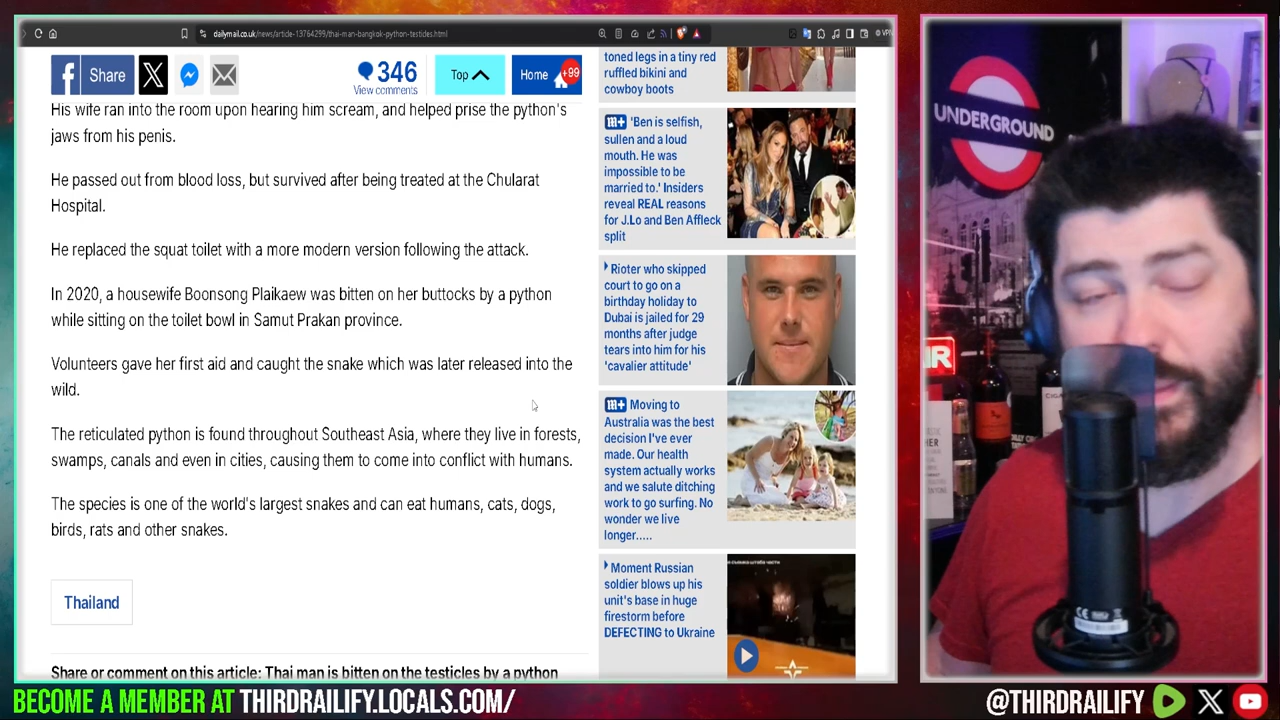 dailymail.co.uk/news/article-13764299/thai-man-bangkok-python-testicles.html
Share
346
View comments
Top
Home
+99
His wife ran into the room upon hearing him scream, and helped prise the python's
jaws from his penis.
He passed out from blood loss, but survived after being treated at the Chularat
Hospital.
He replaced the squat toilet with a more modern version following the attack.
In 2020, a housewife Boonsong Plaikaew was bitten on her buttocks by a python
while sitting on the toilet bowl in Samut Prakan province.
Volunteers gave her first aid and caught the snake which was later released into the
wild.
The reticulated python is found throughout Southeast Asia, where they live in forests,
swamps, canals and even in cities, causing them to come into conflict with humans.
The species is one of the world's largest snakes and can eat humans, cats, dogs,
birds, rats and other snakes.
Thailand
Share or comment on this article: Thai man is bitten on the testicles by a python
toned legs in a tiny red
ruffled bikini and
cowboy boots
'Ben is selfish,
sullen and a loud
mouth. He was
impossible to be
married to.' Insiders
reveal REAL reasons
for J.Lo and Ben Affleck
split
Rioter who skipped
court to go on a
birthday holiday to
Dubai is jailed for 29
months after judge
tears into him for his
'cavalier attitude'
Moving to
Australia was the best
decision I've ever
made. Our health
system actually works
and we salute ditching
work to go surfing. No
wonder we live
longer.....
Moment Russian
soldier blows up his
unit's base in huge
firestorm before
DEFECTING to Ukraine
UNDERGROUND
BECOME A MEMBER AT THIRDRAILIFY.LOCALS.COM/
@THIRDRAILIFY